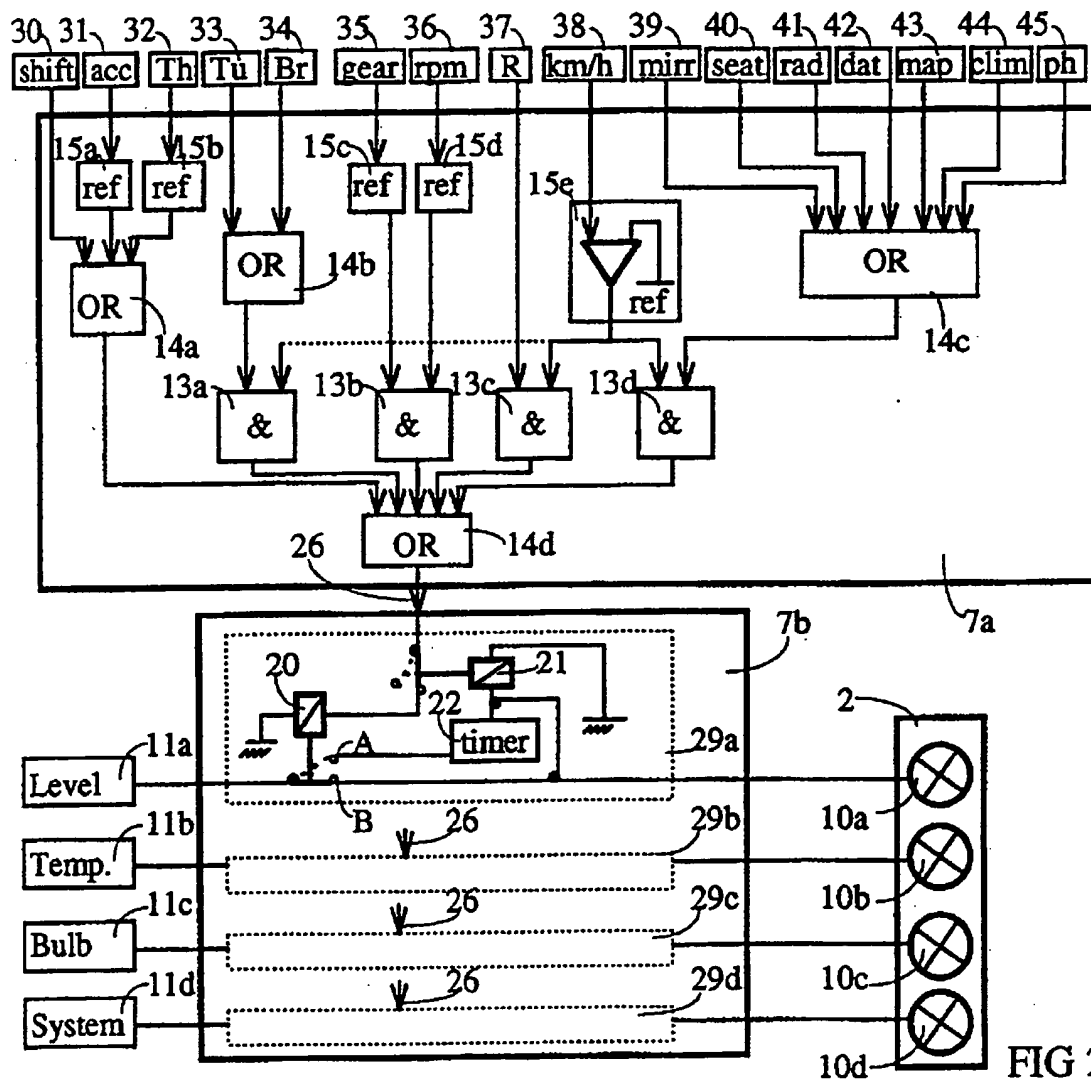 30 31 32 33 34 35 36 37 38 39 40 41 42 43 44 45
shift acc Th Tu Br gear rpm R km/h mirr seat rad dat map clim ph
15a 15b 15c 15d 15e
ref ref ref ref
ref
OR OR OR
14a 14b 14c
13a 13b 13c 13d
& & & &
OR 14d
26
7a
7b
20 21
22
timer
A
B
29a
2
11a
Level
10a
26 29b
11b
Temp.
10b
26 29c
11c
Bulb
10c
26 29d
11d
System
10d
FIG